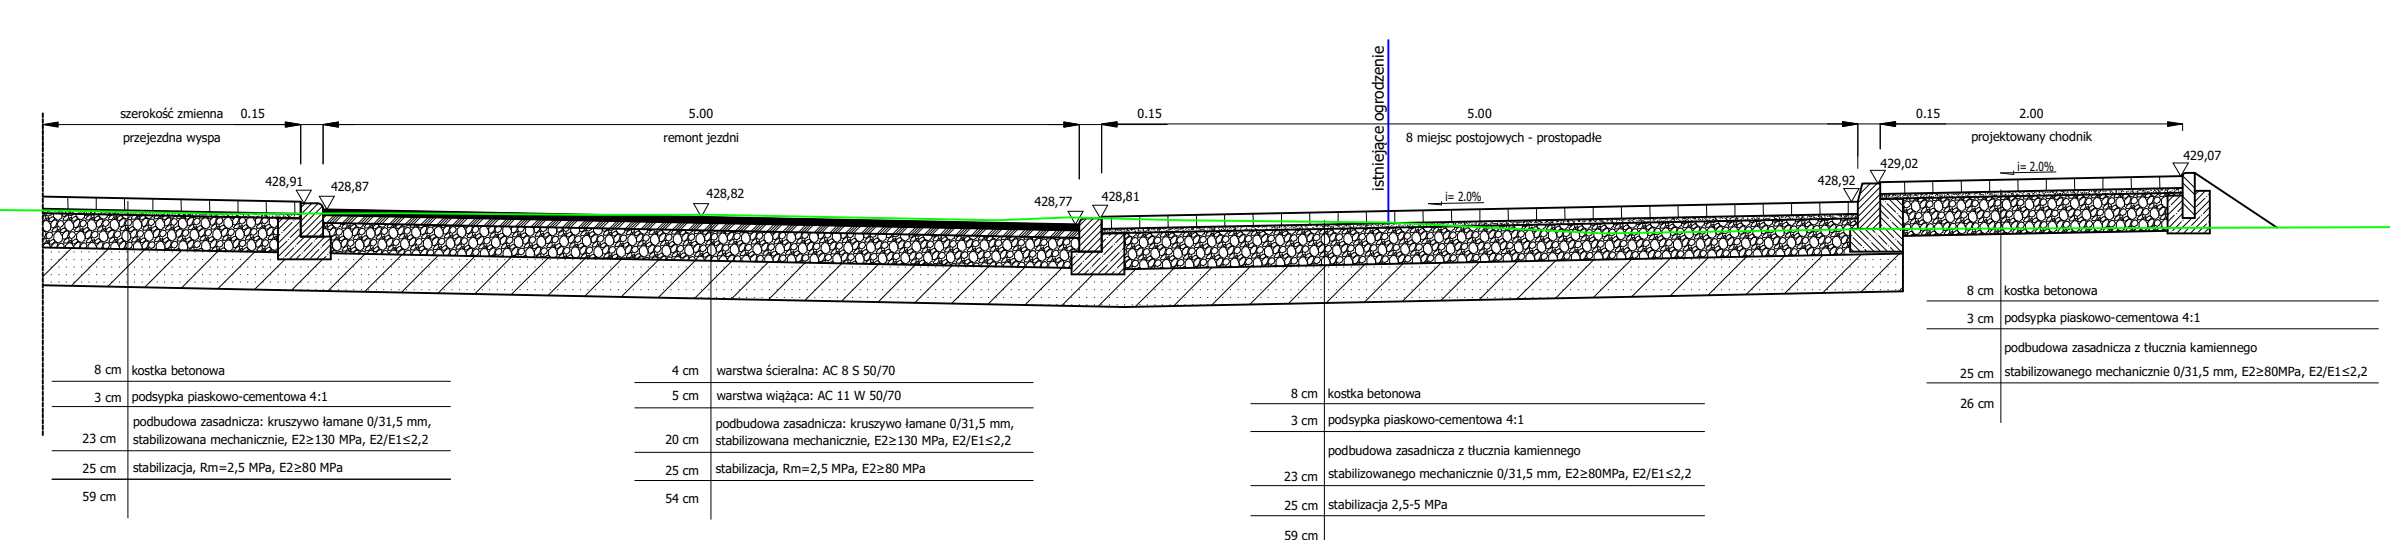 istniejące ogrodzenie
szerokość zmienna 0.15 5.00 0.15 5.00 0.15 2.00
przejezdna wyspa remont jezdni 8 miejsc postojowych - prostopadłe projektowany chodnik
428,91 428,87 428,82 428,77 428,81 i= 2.0% 428,92 429,02 i= 2.0% 429,07
8 cm kostka betonowa
3 cm podsypka piaskowo-cementowa 4:1
podbudowa zasadnicza: kruszywo łamane 0/31,5 mm,
23 cm stabilizowana mechanicznie, E2≥130 MPa, E2/E1≤2,2
25 cm stabilizacja, Rm=2,5 MPa, E2≥80 MPa
59 cm
4 cm warstwa ścieralna: AC 8 S 50/70
5 cm warstwa wiążąca: AC 11 W 50/70
podbudowa zasadnicza: kruszywo łamane 0/31,5 mm,
20 cm stabilizowana mechanicznie, E2≥130 MPa, E2/E1≤2,2
25 cm stabilizacja, Rm=2,5 MPa, E2≥80 MPa
54 cm
8 cm kostka betonowa
3 cm podsypka piaskowo-cementowa 4:1
podbudowa zasadnicza z tłucznia kamiennego
23 cm stabilizowanego mechanicznie 0/31,5 mm, E2≥80MPa, E2/E1≤2,2
25 cm stabilizacja 2,5-5 MPa
59 cm
8 cm kostka betonowa
3 cm podsypka piaskowo-cementowa 4:1
podbudowa zasadnicza z tłucznia kamiennego
25 cm stabilizowanego mechanicznie 0/31,5 mm, E2≥80MPa, E2/E1≤2,2
26 cm